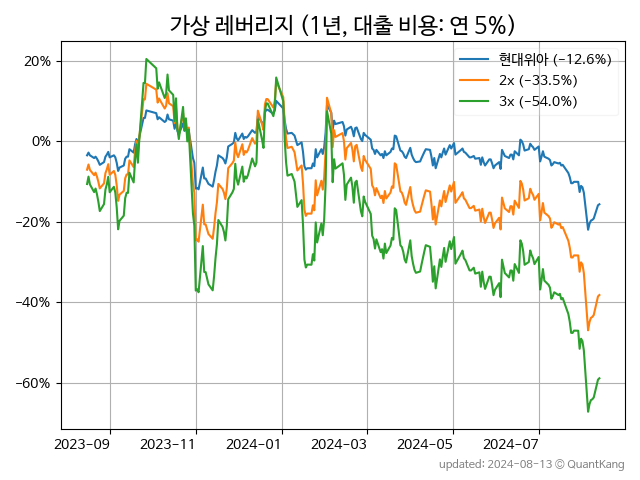 가상 레버리지 (1년, 대출 비용: 연 5%)
현대위아 (−12.6%)
2x (−33.5%)
3x (−54.0%)
20%
0%
−20%
−40%
−60%
2023-09 2023-11 2024-01 2024-03 2024-05 2024-07
updated: 2024-08-13 © QuantKang